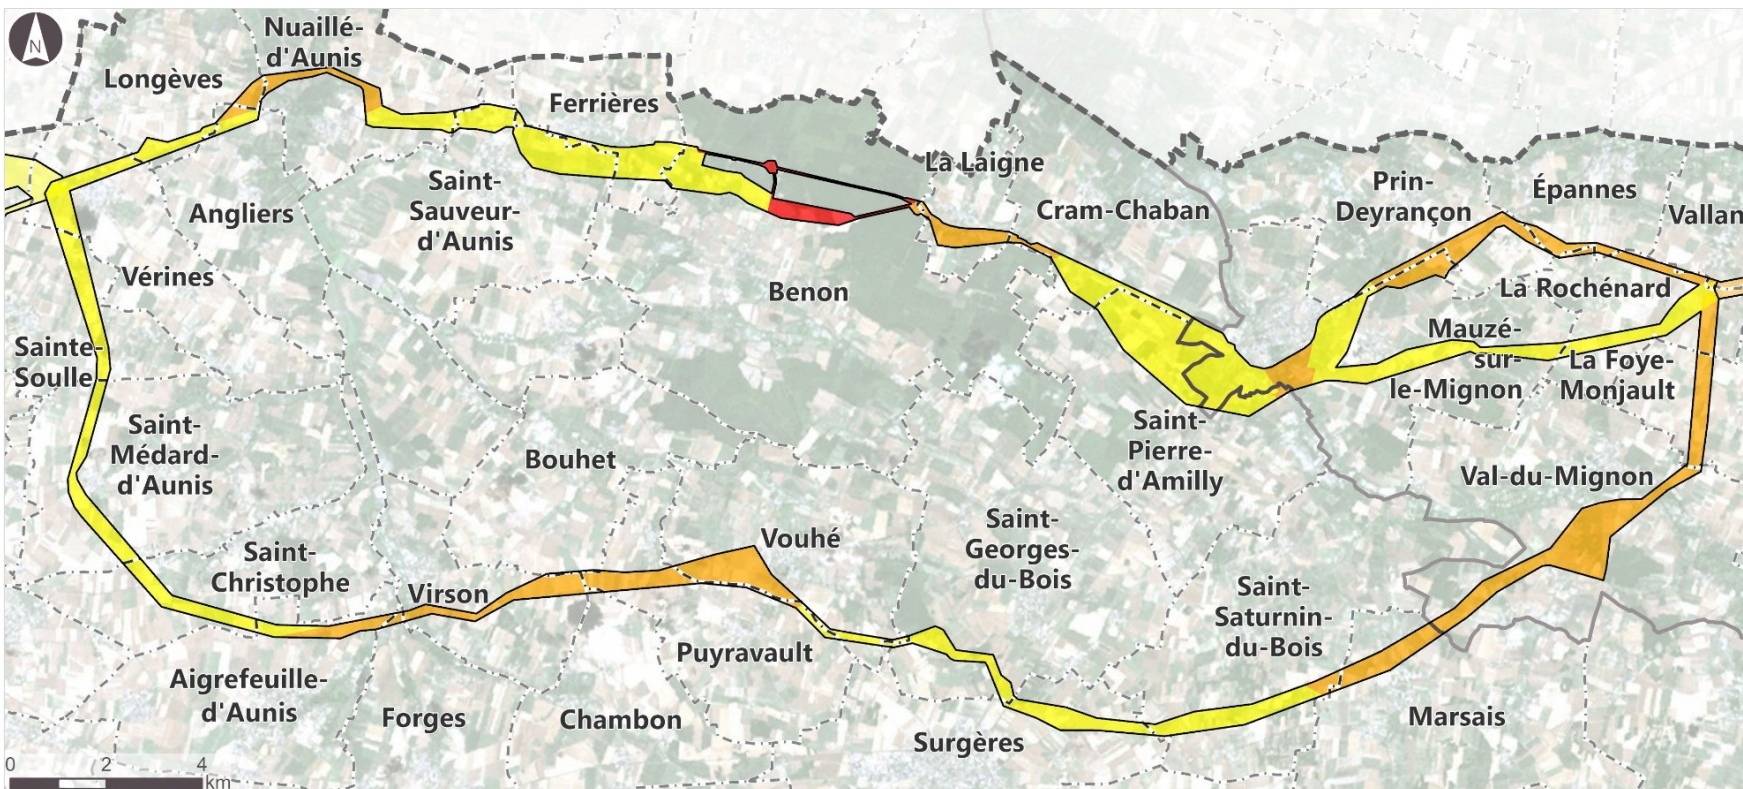 N
Nuaillé-
d'Aunis
Longèves
Ferrières
La Laigne
Saint-
Sauveur-
d'Aunis
Angliers
Cram-Chaban
Prin-
Deyrançon
Épannes
Vallan
Vérines
Benon
La Rochénard
Sainte-
Soulle
Mauzé-
sur-
le-Mignon
La Foye-
Monjault
Saint-
Médard-
d'Aunis
Bouhet
Saint-
Pierre-
d'Amilly
Val-du-Mignon
Saint-
Christophe
Virson
Vouhé
Saint-
Georges-
du-Bois
Saint-
Saturnin-
du-Bois
Puyravault
Aigrefeuille-
d'Aunis
Forges
Chambon
Surgères
Marsais
0 2 4
km